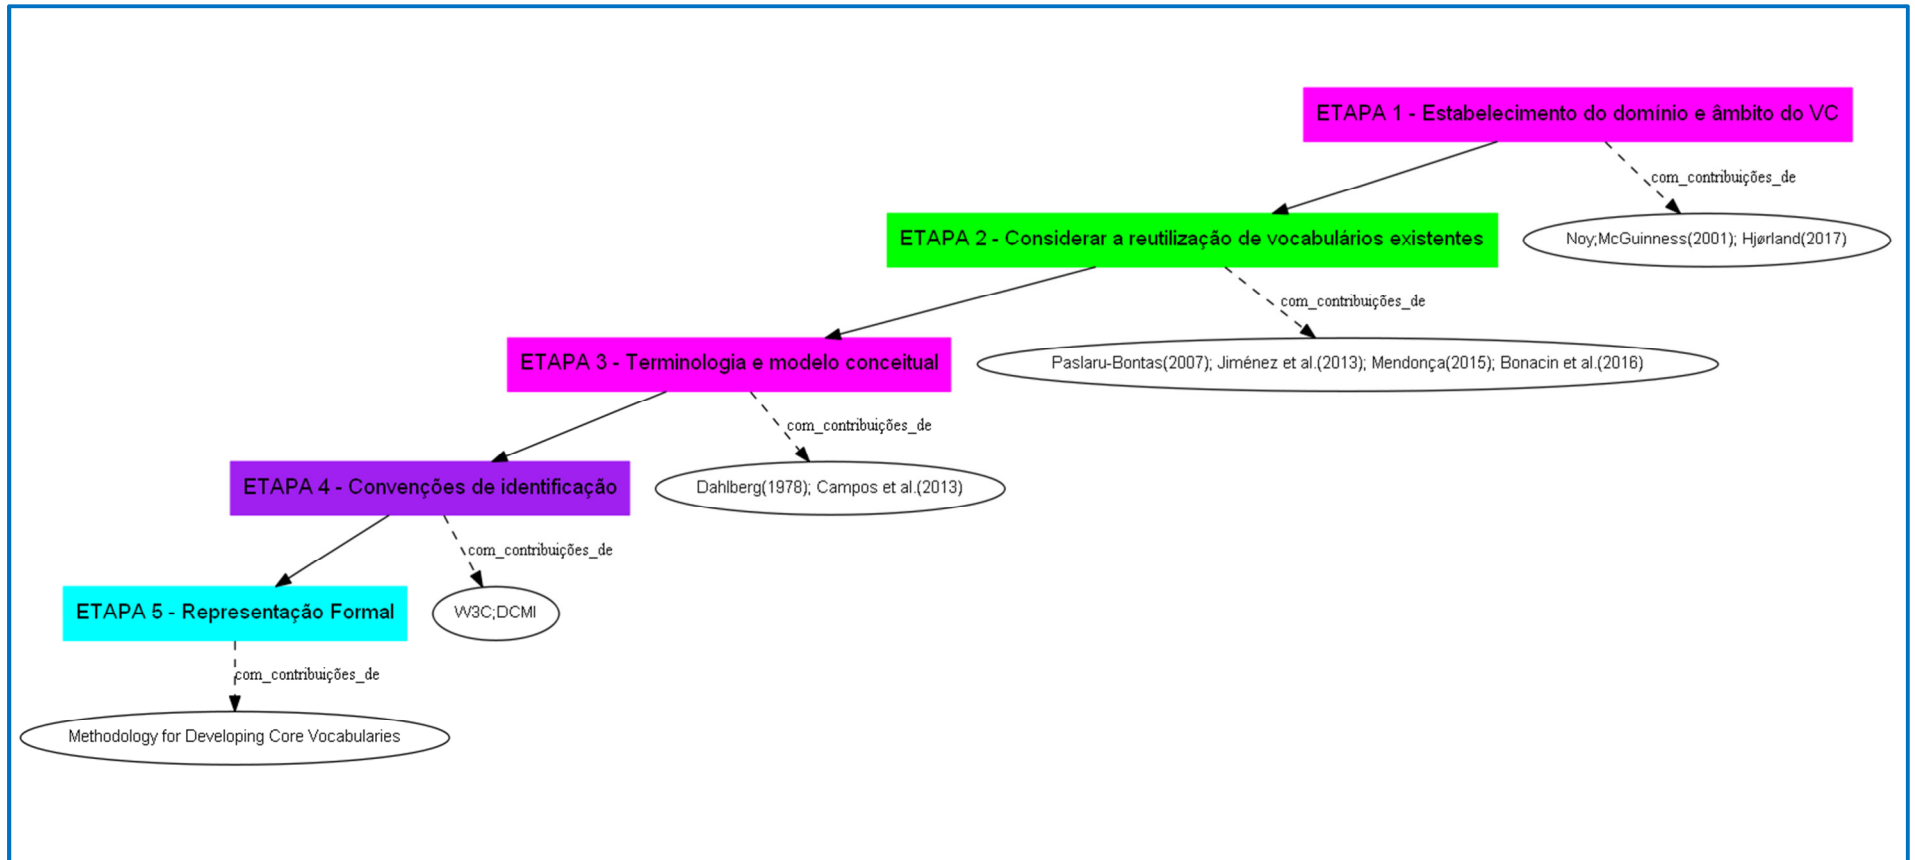 ETAPA 1 - Estabelecimento do domínio e âmbito do VC
com_contribuições_de
Noy;McGuinness(2001); Hjørland(2017)
ETAPA 2 - Considerar a reutilização de vocabulários existentes
com_contribuições_de
Paslaru-Bontas(2007); Jiménez et al.(2013); Mendonça(2015); Bonacin et al.(2016)
ETAPA 3 - Terminologia e modelo conceitual
com_contribuições_de
Dahlberg(1978); Campos et al.(2013)
ETAPA 4 - Convenções de identificação
com_contribuições_de
W3C;DCMI
ETAPA 5 - Representação Formal
com_contribuições_de
Methodology for Developing Core Vocabularies